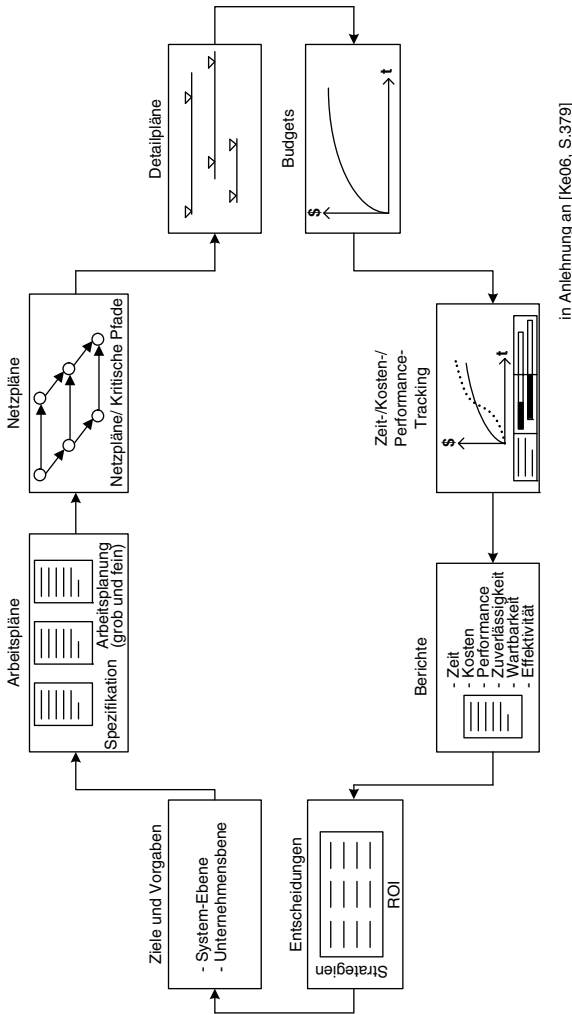 Ziele und Vorgaben
- System-Ebene
- Unternehmensbene
Arbeitspläne
Spezifikation
Arbeitsplanung
(grob und fein)
Netzpläne
Netzpläne/ Kritische Pfade
Detailpläne
Budgets
$
t
Zeit-/Kosten-/
Performance-
Tracking
$
t
Berichte
- Zeit
- Kosten
- Performance
- Zuverlässigkeit
- Wartbarkeit
- Effektivität
Entscheidungen
Strategien
ROI
in Anlehnung an [Ke06, S.379]